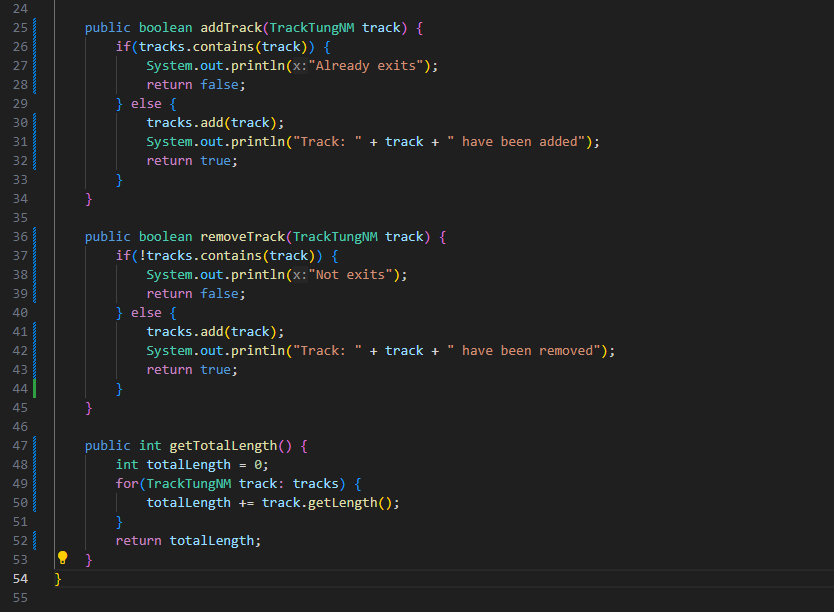 24
25 public boolean addTrack(TrackTungNM track) {
26 if(tracks.contains(track)) {
27 System.out.println(x:"Already exits");
28 return false;
29 } else {
30 tracks.add(track);
31 System.out.println("Track: " + track + " have been added");
32 return true;
33 }
34 }
35
36 public boolean removeTrack(TrackTungNM track) {
37 if(!tracks.contains(track)) {
38 System.out.println(x:"Not exits");
39 return false;
40 } else {
41 tracks.add(track);
42 System.out.println("Track: " + track + " have been removed");
43 return true;
44 }
45 }
46
47 public int getTotalLength() {
48 int totalLength = 0;
49 for(TrackTungNM track: tracks) {
50 totalLength += track.getLength();
51 }
52 return totalLength;
53 }
54 }
55